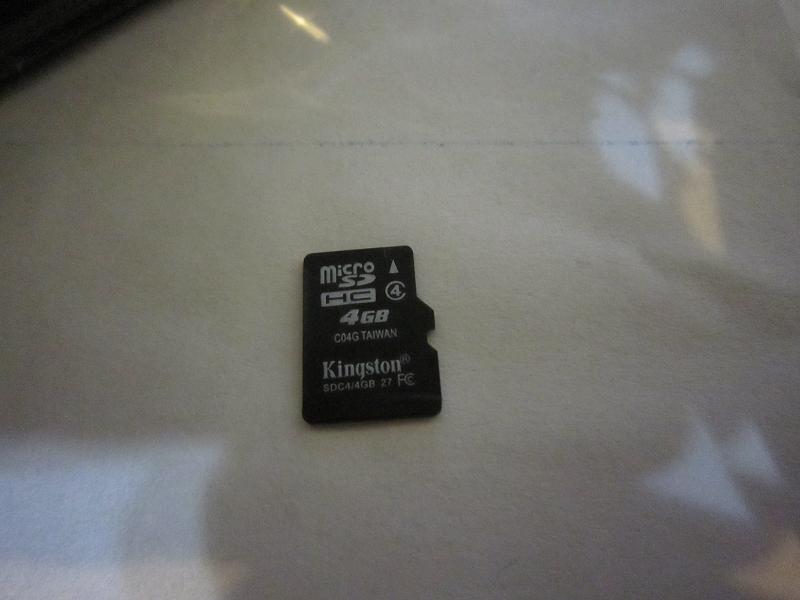 micro
SD
HC 4
4GB
C04G TAIWAN
Kingston®
SDC4/4GB 27 FC